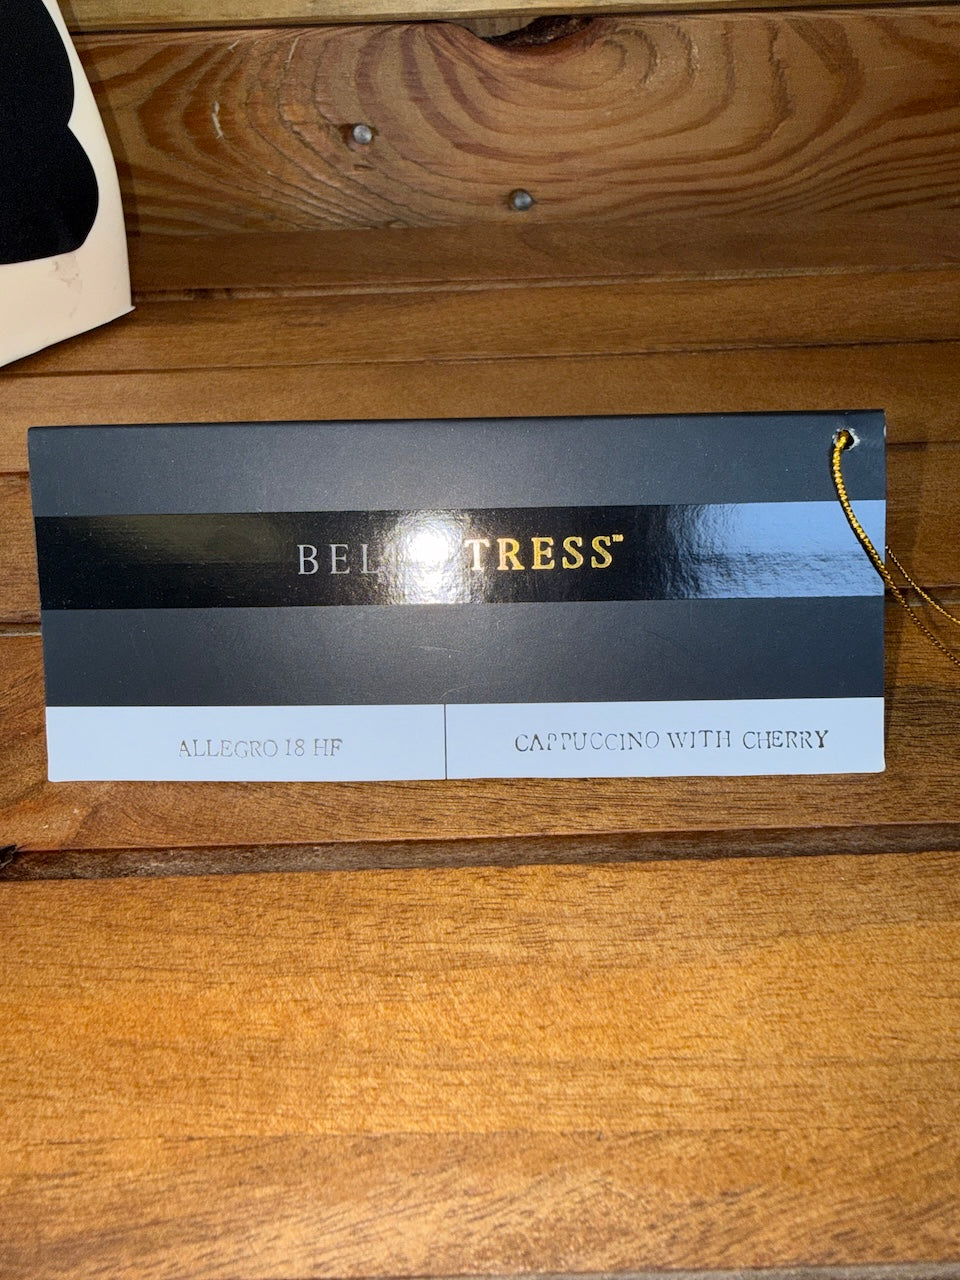 BEL TRESS™
ALLEGRO 18 HF
CAPPUCCINO WITH CHERRY